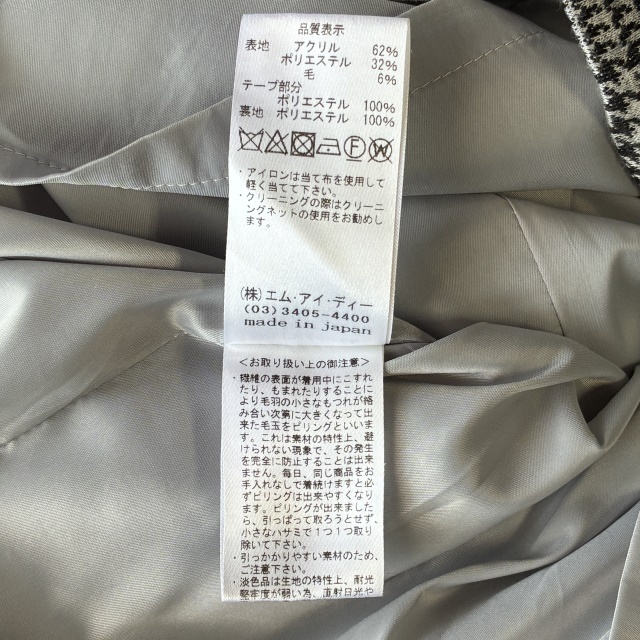 品質表示
表地 アクリル 62%
ポリエステル 32%
毛 6%
テープ部分
ポリエステル 100%
裏地 ポリエステル 100%
F W
・アイロンは当て布を使用して
軽く当てて下さい。
・クリーニングの際はクリーニ
ングネットの使用をお勧めし
ます。
(株)エム・アイ・ディー
(03)3405-4400
made in japan
<お取り扱い上の御注意>
・繊維の表面が着用中にこすれ
たり、もまれたりすることに
より毛羽の小さなもつれが絡
み合い次第に大きくなって出
来た毛玉をピリングといいま
す。これは素材の特性上、避
けられない現象で、その発生
を完全に防止することは出来
ません。毎日、同じ商品をお
手入れなしで着続けますと必
ずピリングは出来やすくなり
ます。ピリングが出来ました
ら、引っぱって取ろうとせず、
小さなハサミで1つ1つ取り
除いて下さい。
・引っかかりやすい素材のため、
ご注意下さい。
・淡色品は生地の特性上、耐光
堅牢度が弱い為、直射日光や